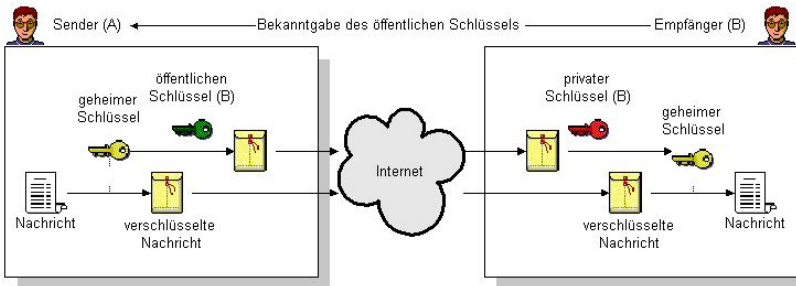 Sender (A)
Bekanntgabe des öffentlichen Schlüssels
Empfänger (B)
geheimer
Schlüssel
öffentlichen
Schlüssel (B)
Nachricht
verschlüsselte
Nachricht
Internet
privater
Schlüssel (B)
geheimer
Schlüssel
verschlüsselte
Nachricht
Nachricht